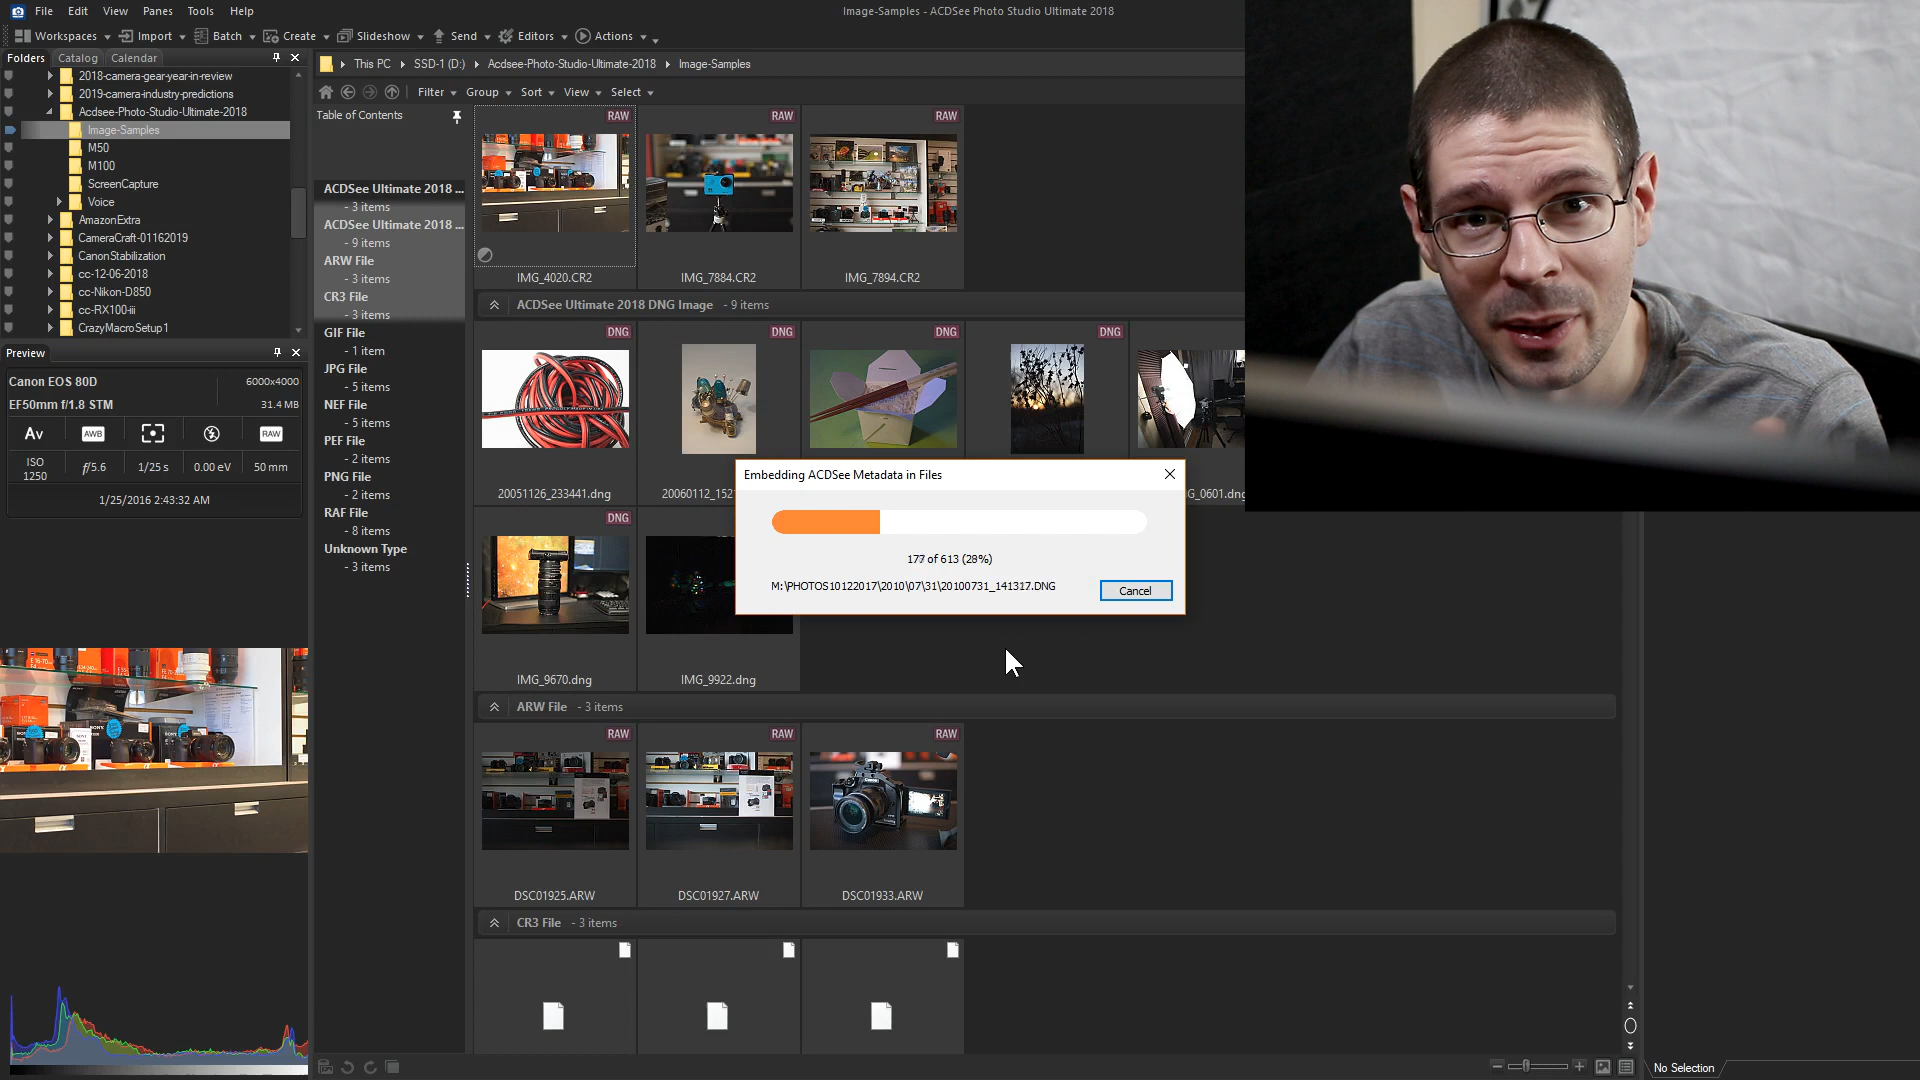 File Edit View Panes Tools Help
Image-Samples - ACDSee Photo Studio Ultimate 2018
Workspaces Import Batch Create Slideshow Send Editors Actions
Folders Catalog Calendar
2018-camera-gear-year-in-review
2019-camera-industry-predictions
Acdsee-Photo-Studio-Ultimate-2018
Image-Samples
M50
M100
ScreenCapture
Voice
AmazonExtra
CameraCraft-01162019
CanonStabilization
cc-12-06-2018
cc-Nikon-D850
cc-RX100-iii
CrazyMacroSetup1
Preview
Canon EOS 80D 6000x4000
EF50mm f/1.8 STM 31.4 MB
Av AWB RAW
ISO
1250
f/5.6 1/25 s 0.00 eV 50 mm
1/25/2016 2:43:32 AM
This PC SSD-1 (D:) Acdsee-Photo-Studio-Ultimate-2018 Image-Samples
Filter Group Sort View Select
Table of Contents
ACDSee Ultimate 2018 ...
- 3 items
ACDSee Ultimate 2018 ...
- 9 items
ARW File
- 3 items
CR3 File
- 3 items
GIF File
- 1 item
JPG File
- 5 items
NEF File
- 5 items
PEF File
- 2 items
PNG File
- 2 items
RAF File
- 8 items
Unknown Type
- 3 items
RAW RAW RAW
IMG_4020.CR2 IMG_7884.CR2 IMG_7894.CR2
ACDSee Ultimate 2018 DNG Image - 9 items
DNG DNG DNG DNG
20051126_233441.dng 20060112_152 G_0601.dng
Embedding ACDSee Metadata in Files
177 of 613 (28%)
M:\PHOTOS10122017\2010\07\31\20100731_141317.DNG
Cancel
DNG
IMG_9670.dng IMG_9922.dng
ARW File - 3 items
RAW RAW RAW
DSC01925.ARW DSC01927.ARW DSC01933.ARW
CR3 File - 3 items
No Selection